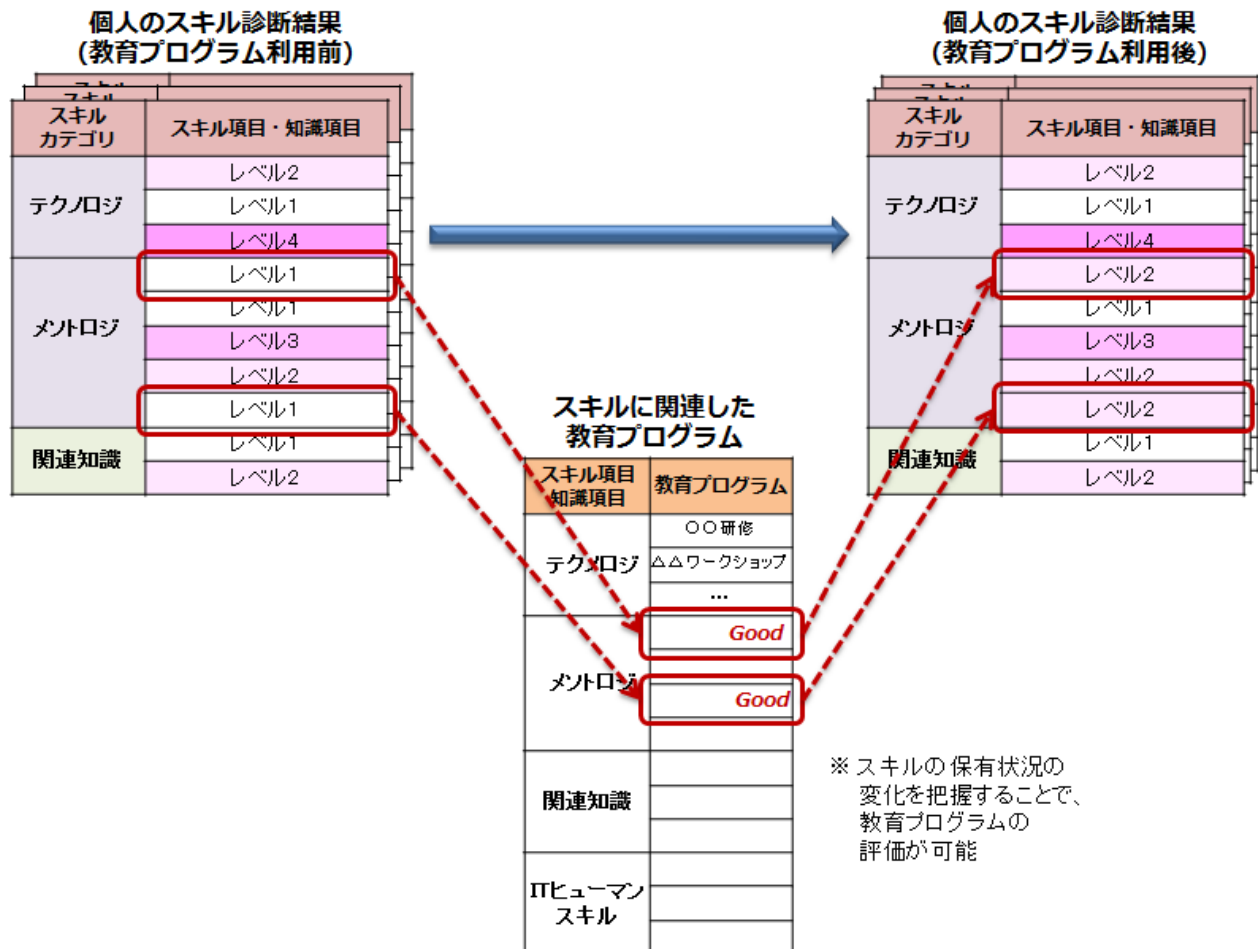 個人のスキル診断結果
(教育プログラム利用前)
スキル
スキル
スキル
カテゴリ
スキル項目・知識項目
テクノロジ
レベル2
レベル1
レベル4
メソトロジ
レベル1
レベル1
レベル3
レベル2
レベル1
関連知識
レベル1
レベル2
個人のスキル診断結果
(教育プログラム利用後)
スキル
スキル
スキル
カテゴリ
スキル項目・知識項目
テクノロジ
レベル2
レベル1
レベル4
メソトロジ
レベル2
レベル1
レベル3
レベル2
レベル2
関連知識
レベル1
レベル2
スキルに関連した
教育プログラム
スキル項目
知識項目
教育プログラム
テクノロジ
〇〇研修
△△ワークショップ
…
メソトロジ
Good
Good
関連知識
ITヒューマン
スキル
※ スキルの保有状況の
変化を把握することで、
教育プログラムの
評価が可能